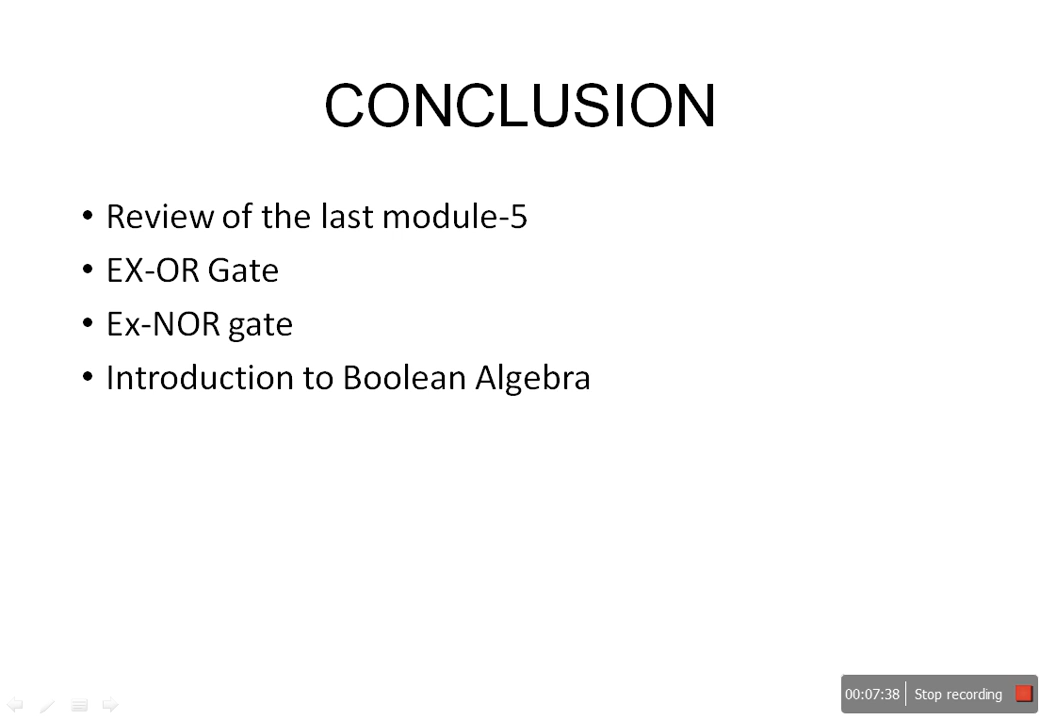 CONCLUSION
• Review of the last module-5
• EX-OR Gate
• Ex-NOR gate
• Introduction to Boolean Algebra
00:07:38 Stop recording